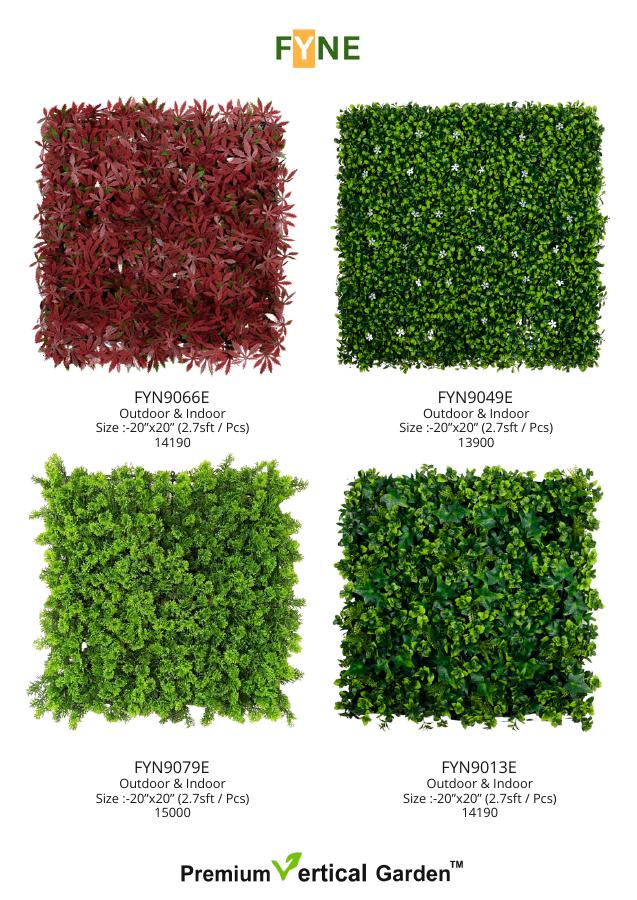 FYNE
FYN9066E
Outdoor & Indoor
Size :-20”x20” (2.7sft / Pcs)
14190
FYN9049E
Outdoor & Indoor
Size :-20”x20” (2.7sft / Pcs)
13900
FYN9079E
Outdoor & Indoor
Size :-20”x20” (2.7sft / Pcs)
15000
FYN9013E
Outdoor & Indoor
Size :-20”x20” (2.7sft / Pcs)
14190
Premium Vertical Garden™